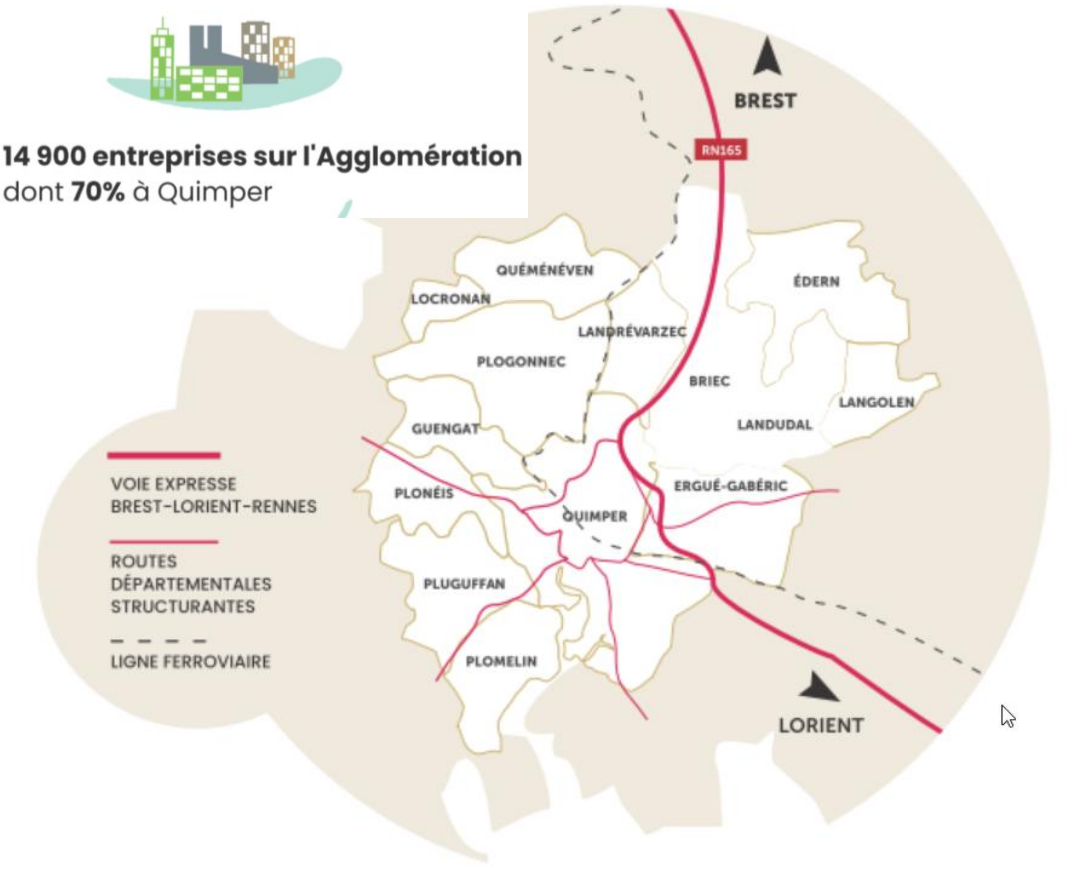 14 900 entreprises sur l'Agglomération
dont 70% à Quimper
BREST
RN165
QUÉMÉNÉVEN
ÉDERN
LOCRONAN
LANDRÉVARZEC
PLOGONNEC
BRIEC
LANGOLEN
LANDUDAL
GUENGAT
ERGUÉ-GABÉRIC
PLONÉIS
QUIMPER
PLUGUFFAN
PLOMELIN
LORIENT
VOIE EXPRESSE
BREST-LORIENT-RENNES
ROUTES
DÉPARTEMENTALES
STRUCTURANTES
LIGNE FERROVIAIRE